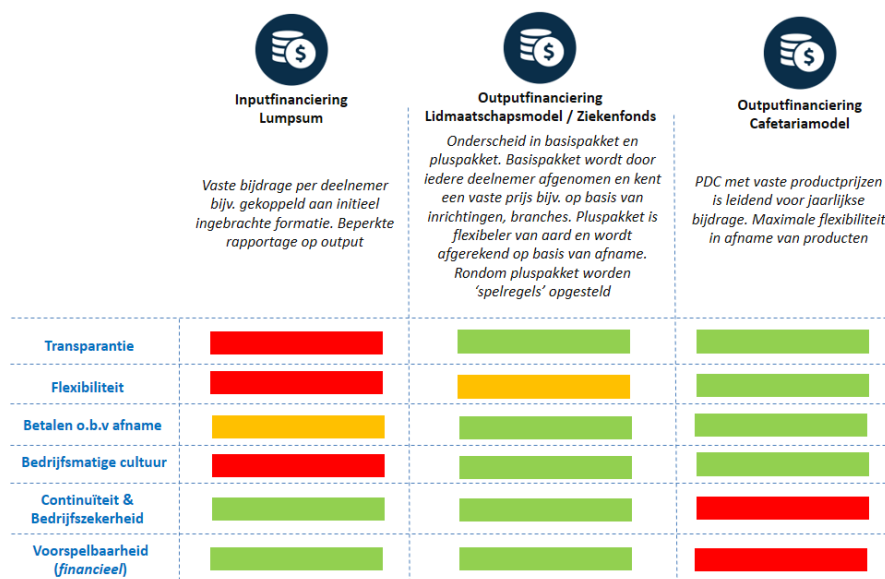 $
Inputfinanciering
Lumpsum
Vaste bijdrage per deelnemer
bijv. gekoppeld aan initieel
ingebrachte formatie. Beperkte
rapportage op output
$
Outputfinanciering
Lidmaatschapsmodel / Ziekenfonds
Onderscheid in basispakket en
pluspakket. Basispakket wordt door
iedere deelnemer afgenomen en kent
een vaste prijs bijv. op basis van
inrichtingen, branches. Pluspakket is
flexibeler van aard en wordt
afgerekend op basis van afname.
Rondom pluspakket worden
‘spelregels’ opgesteld
$
Outputfinanciering
Cafetariamodel
PDC met vaste productprijzen
is leidend voor jaarlijkse
bijdrage. Maximale flexibiliteit
in afname van producten
Transparantie
Flexibiliteit
Betalen o.b.v afname
Bedrijfsmatige cultuur
Continuïteit &
Bedrijfszekerheid
Voorspelbaarheid
(financieel)